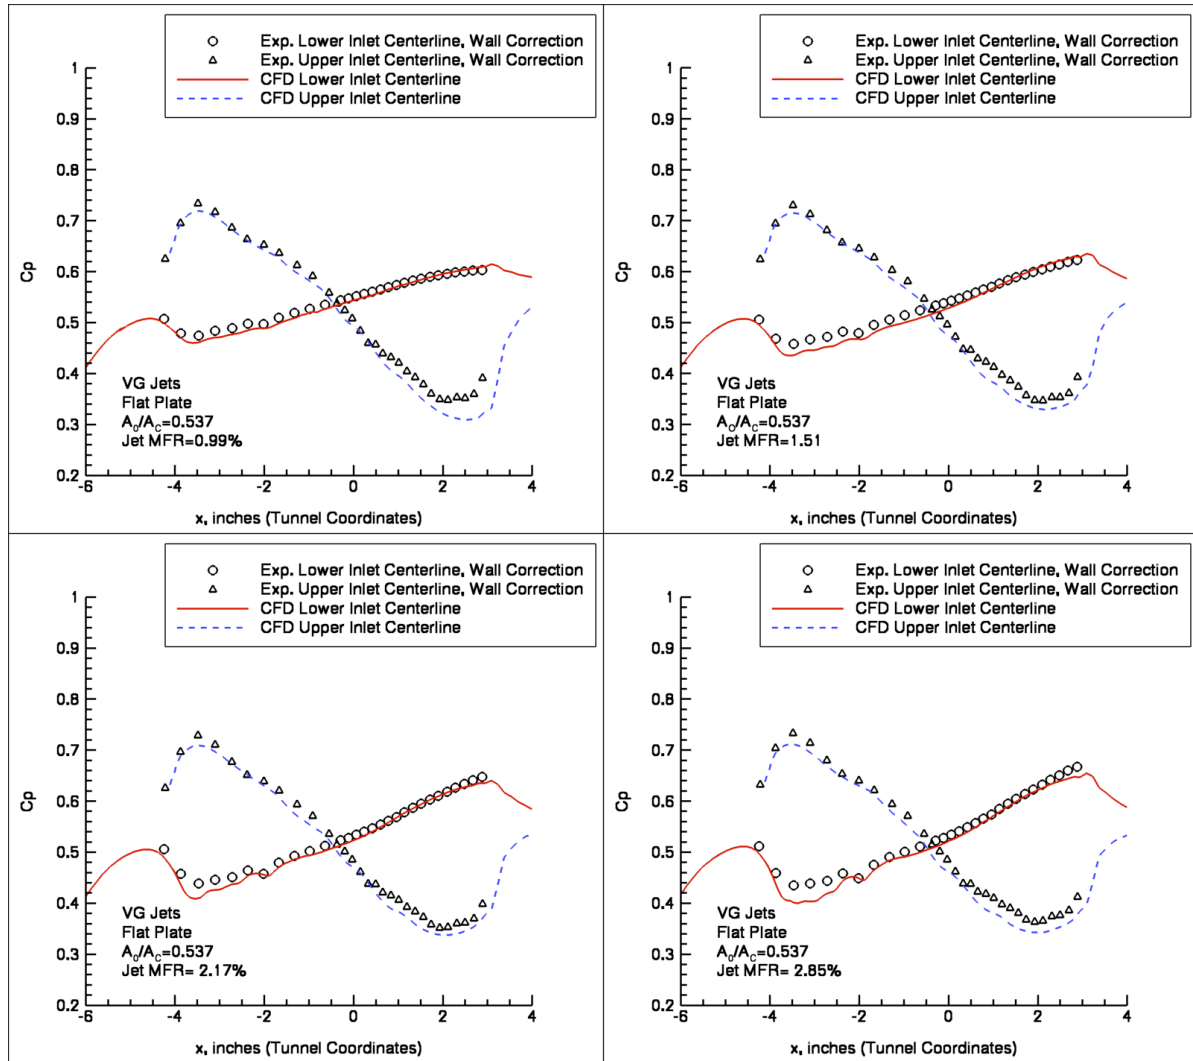 Exp. Lower Inlet Centerline, Wall Correction
Exp. Upper Inlet Centerline, Wall Correction
CFD Lower Inlet Centerline
CFD Upper Inlet Centerline
1
0.9
0.8
0.7
0.6
0.5
0.4
0.3
0.2
Cp
VG Jets
Flat Plate
A₀/A_C=0.537
Jet MFR=0.99%
-6 -4 -2 0 2 4
x, inches (Tunnel Coordinates)
Exp. Lower Inlet Centerline, Wall Correction
Exp. Upper Inlet Centerline, Wall Correction
CFD Lower Inlet Centerline
CFD Upper Inlet Centerline
1
0.9
0.8
0.7
0.6
0.5
0.4
0.3
0.2
Cp
VG Jets
Flat Plate
A₀/A_C=0.537
Jet MFR=1.51
-6 -4 -2 0 2 4
x, inches (Tunnel Coordinates)
Exp. Lower Inlet Centerline, Wall Correction
Exp. Upper Inlet Centerline, Wall Correction
CFD Lower Inlet Centerline
CFD Upper Inlet Centerline
1
0.9
0.8
0.7
0.6
0.5
0.4
0.3
0.2
Cp
VG Jets
Flat Plate
A₀/A_C=0.537
Jet MFR= 2.17%
-6 -4 -2 0 2 4
x, inches (Tunnel Coordinates)
Exp. Lower Inlet Centerline, Wall Correction
Exp. Upper Inlet Centerline, Wall Correction
CFD Lower Inlet Centerline
CFD Upper Inlet Centerline
1
0.9
0.8
0.7
0.6
0.5
0.4
0.3
0.2
Cp
VG Jets
Flat Plate
A₀/A_C=0.537
Jet MFR= 2.85%
-6 -4 -2 0 2 4
x, inches (Tunnel Coordinates)